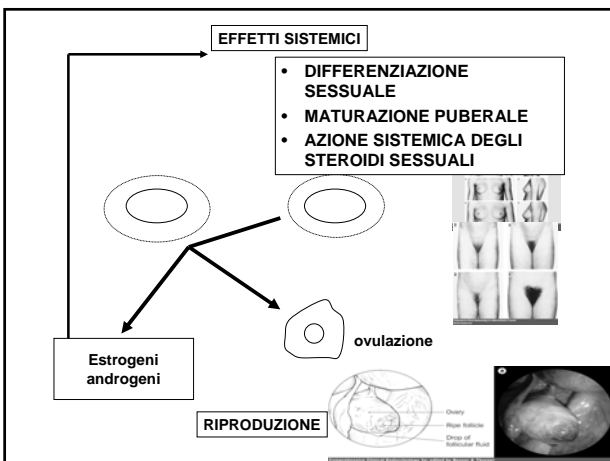 EFFETTI SISTEMICI
• DIFFERENZIAZIONE
SESSUALE
• MATURAZIONE PUBERALE
• AZIONE SISTEMICA DEGLI
STEROIDI SESSUALI
ovulazione
Estrogeni
androgeni
RIPRODUZIONE
Ovary
Ripe follicle
Drop of
follicular fluid